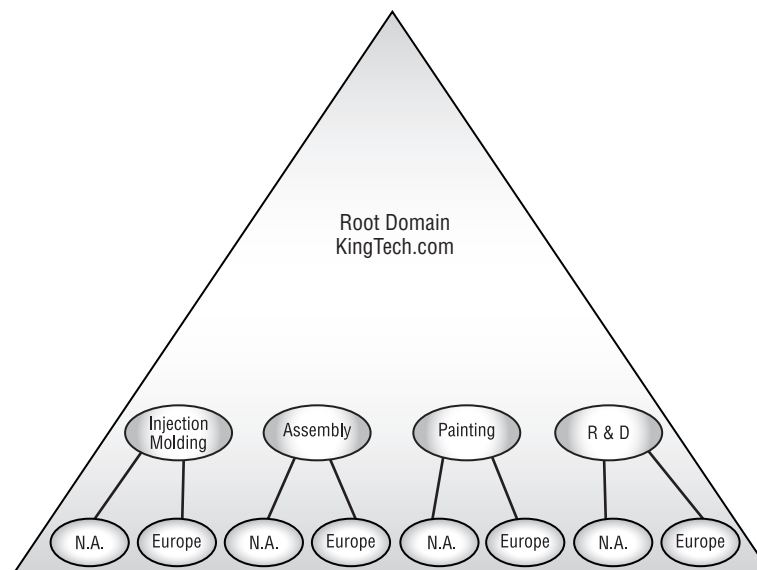 Root Domain
KingTech.com
Injection
Molding
Assembly
Painting
R & D
N.A.
Europe
N.A.
Europe
N.A.
Europe
N.A.
Europe